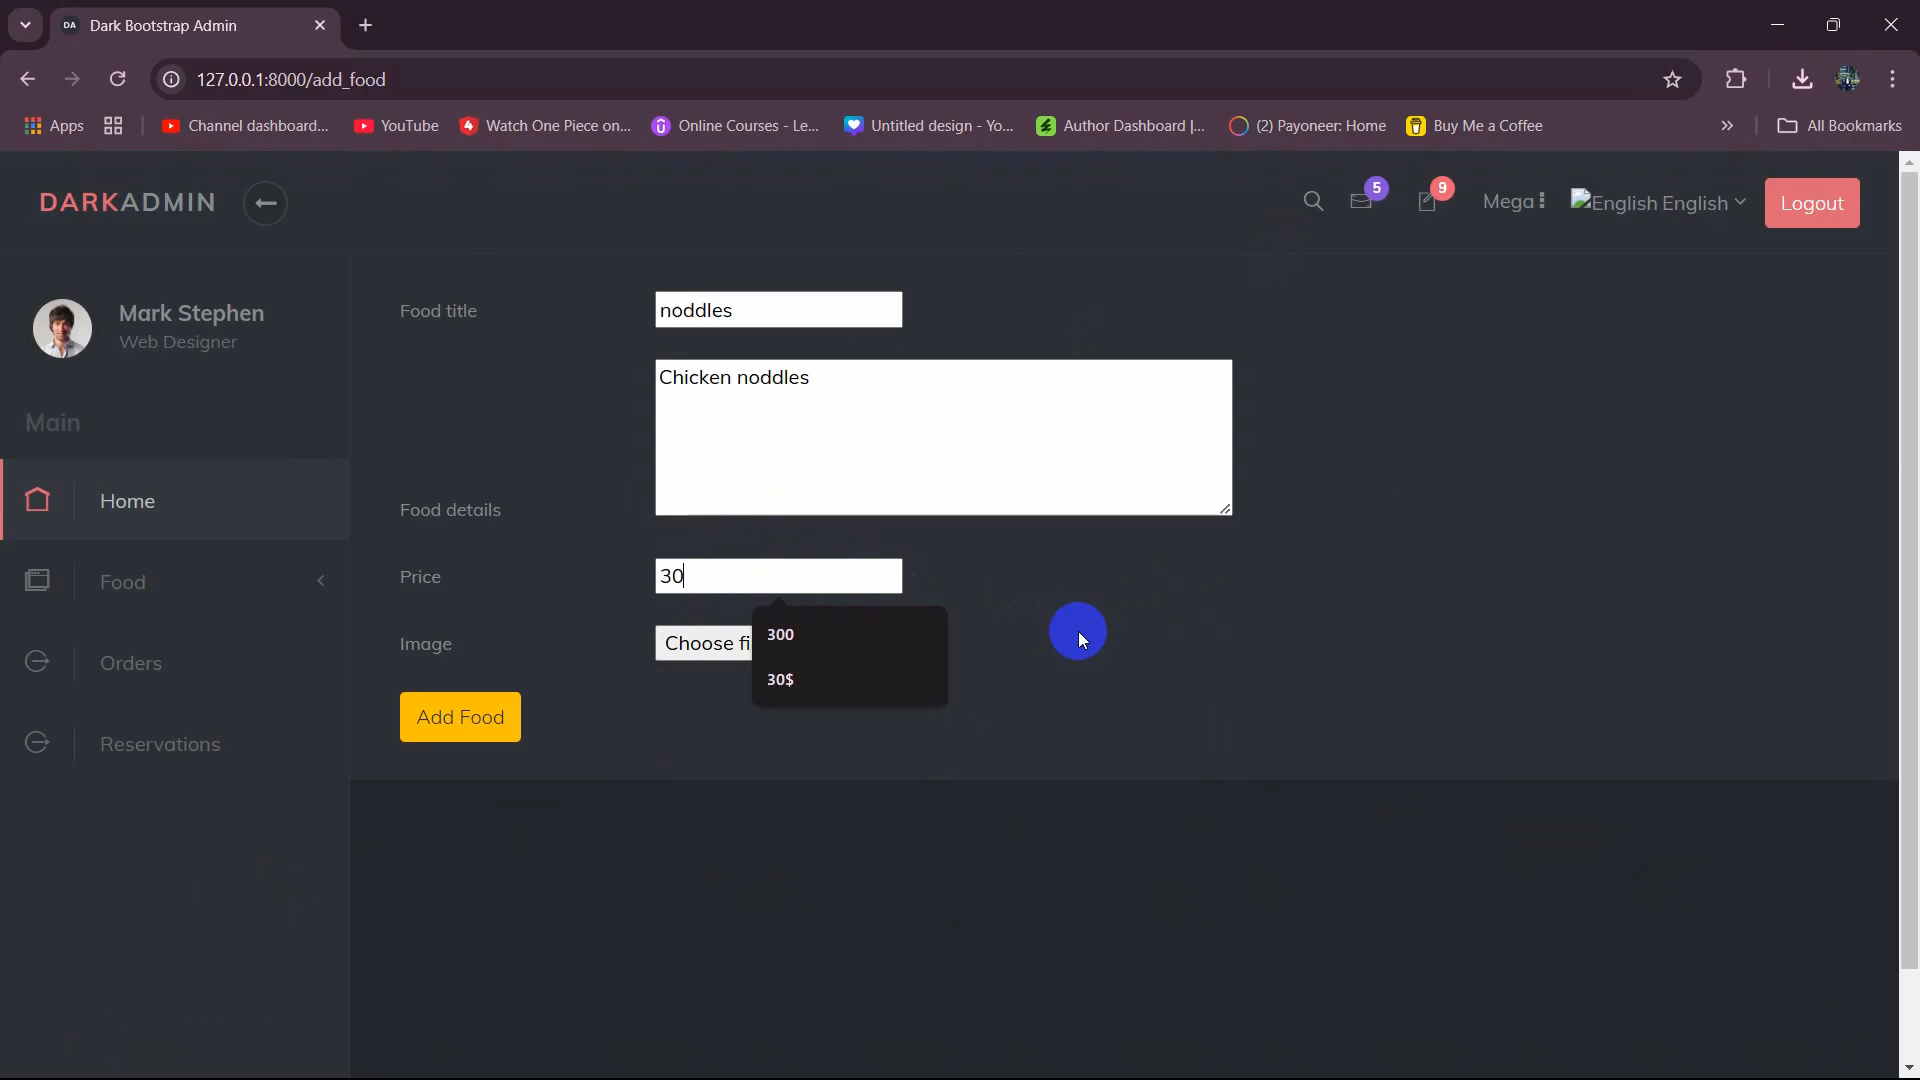 DA Dark Bootstrap Admin
127.0.0.1:8000/add_food
Apps Channel dashboard... YouTube Watch One Piece on... Online Courses - Le... Untitled design - Yo... Author Dashboard |... (2) Payoneer: Home Buy Me a Coffee » All Bookmarks
DARKADMIN 5 9 Mega English English Logout
Mark Stephen
Web Designer
Main
Home
Food
Orders
Reservations
Food title noddles
Chicken noddles
Food details
Price 30
300
30$
Image Choose fi
Add Food